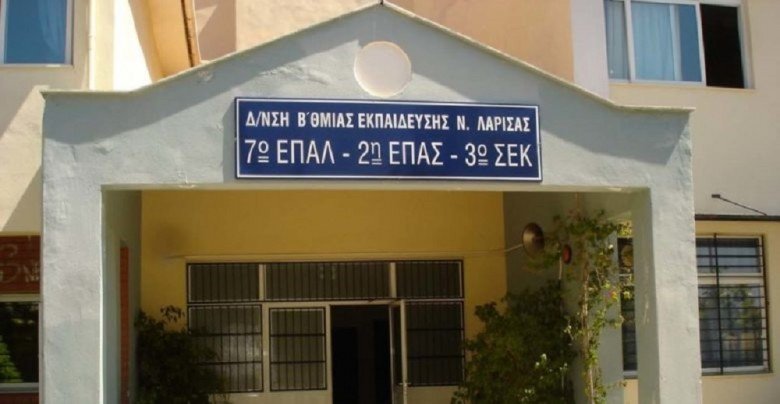 Δ/ΝΣΗ Β΄ΘΜΙΑΣ ΕΚΠΑΙΔΕΥΣΗΣ Ν. ΛΑΡΙΣΑΣ
7ο ΕΠΑΛ - 2η ΕΠΑΣ - 3ο ΣΕΚ